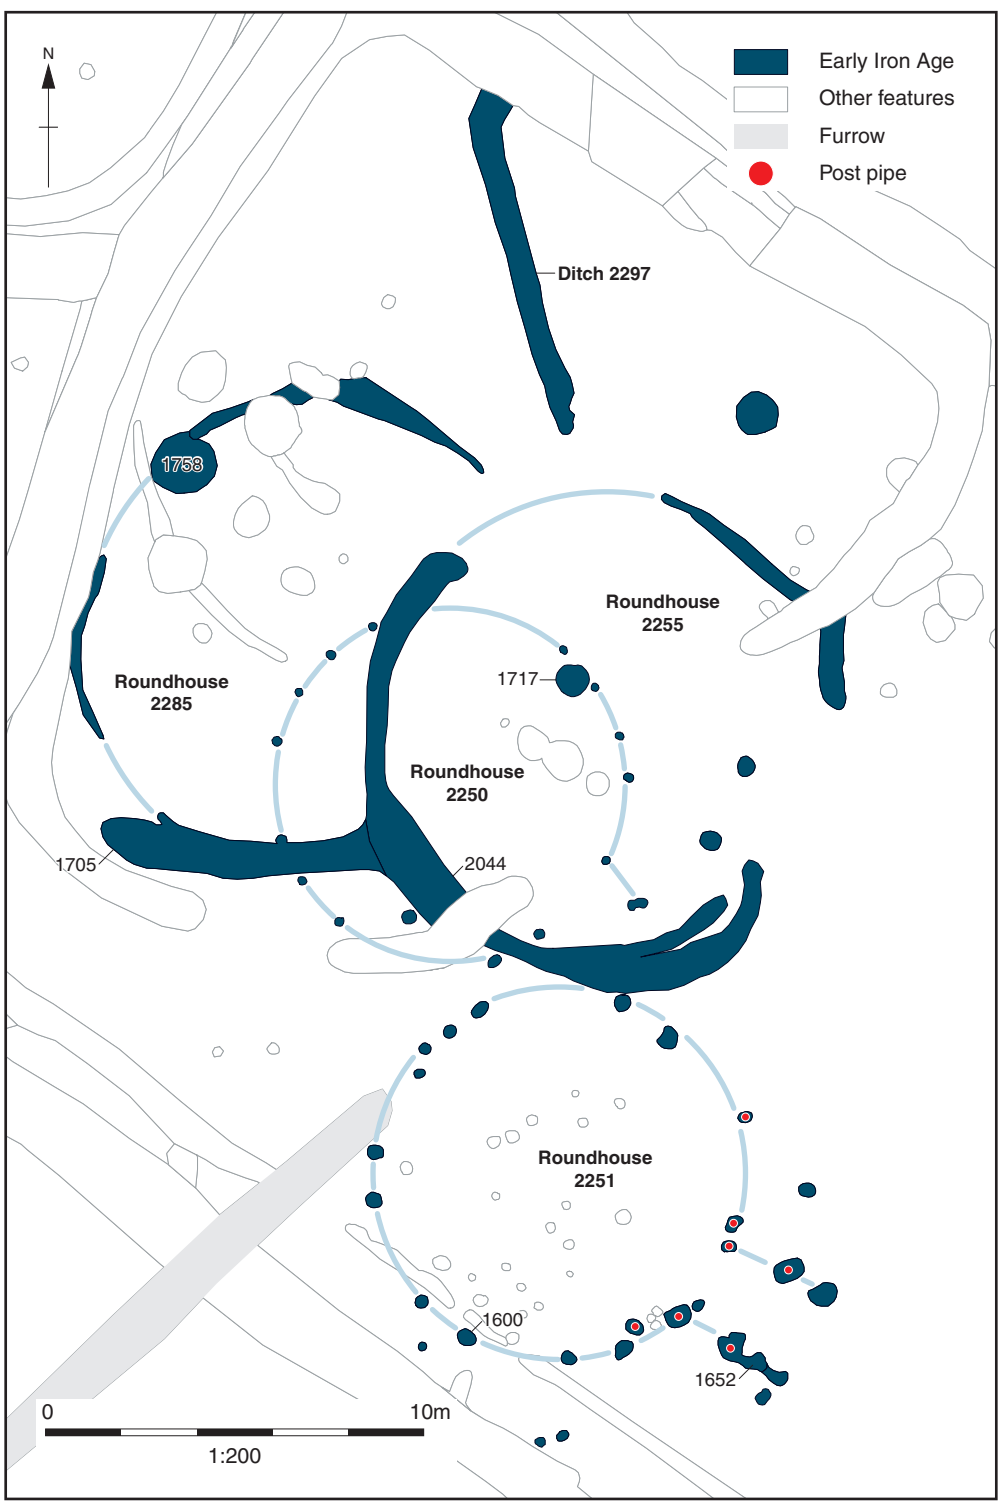 N
Early Iron Age
Other features
Furrow
Post pipe
Ditch 2297
1758
Roundhouse
2255
Roundhouse
2285
1717
Roundhouse
2250
1705
2044
Roundhouse
2251
1600
1652
0
10m
1:200